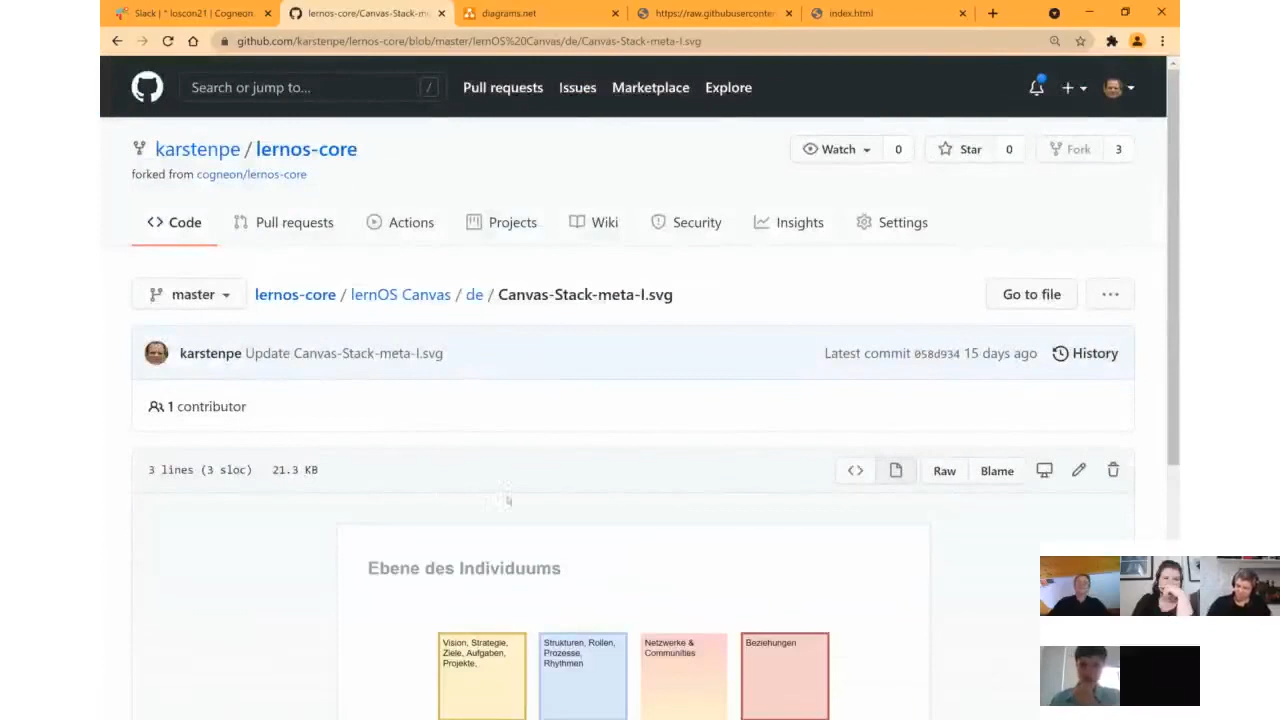 Slack | * loscon21 | Cogneon
lernos-core/Canvas-Stack-m
diagrams.net
https://raw.githubuserconten
index.html
github.com/karstenpe/lernos-core/blob/master/lernOS%20Canvas/de/Canvas-Stack-meta-I.svg
Search or jump to... /
Pull requests Issues Marketplace Explore
karstenpe / lernos-core
Watch 0 Star 0 Fork 3
forked from cogneon/lernos-core
Code Pull requests Actions Projects Wiki Security Insights Settings
master lernos-core / lernOS Canvas / de / Canvas-Stack-meta-I.svg Go to file ...
karstenpe Update Canvas-Stack-meta-I.svg Latest commit 058d934 15 days ago History
1 contributor
3 lines (3 sloc) 21.3 KB Raw Blame
Ebene des Individuums
Vision, Strategie,
Ziele, Aufgaben,
Projekte,
Strukturen, Rollen,
Prozesse,
Rhythmen
Netzwerke &
Communities
Beziehungen